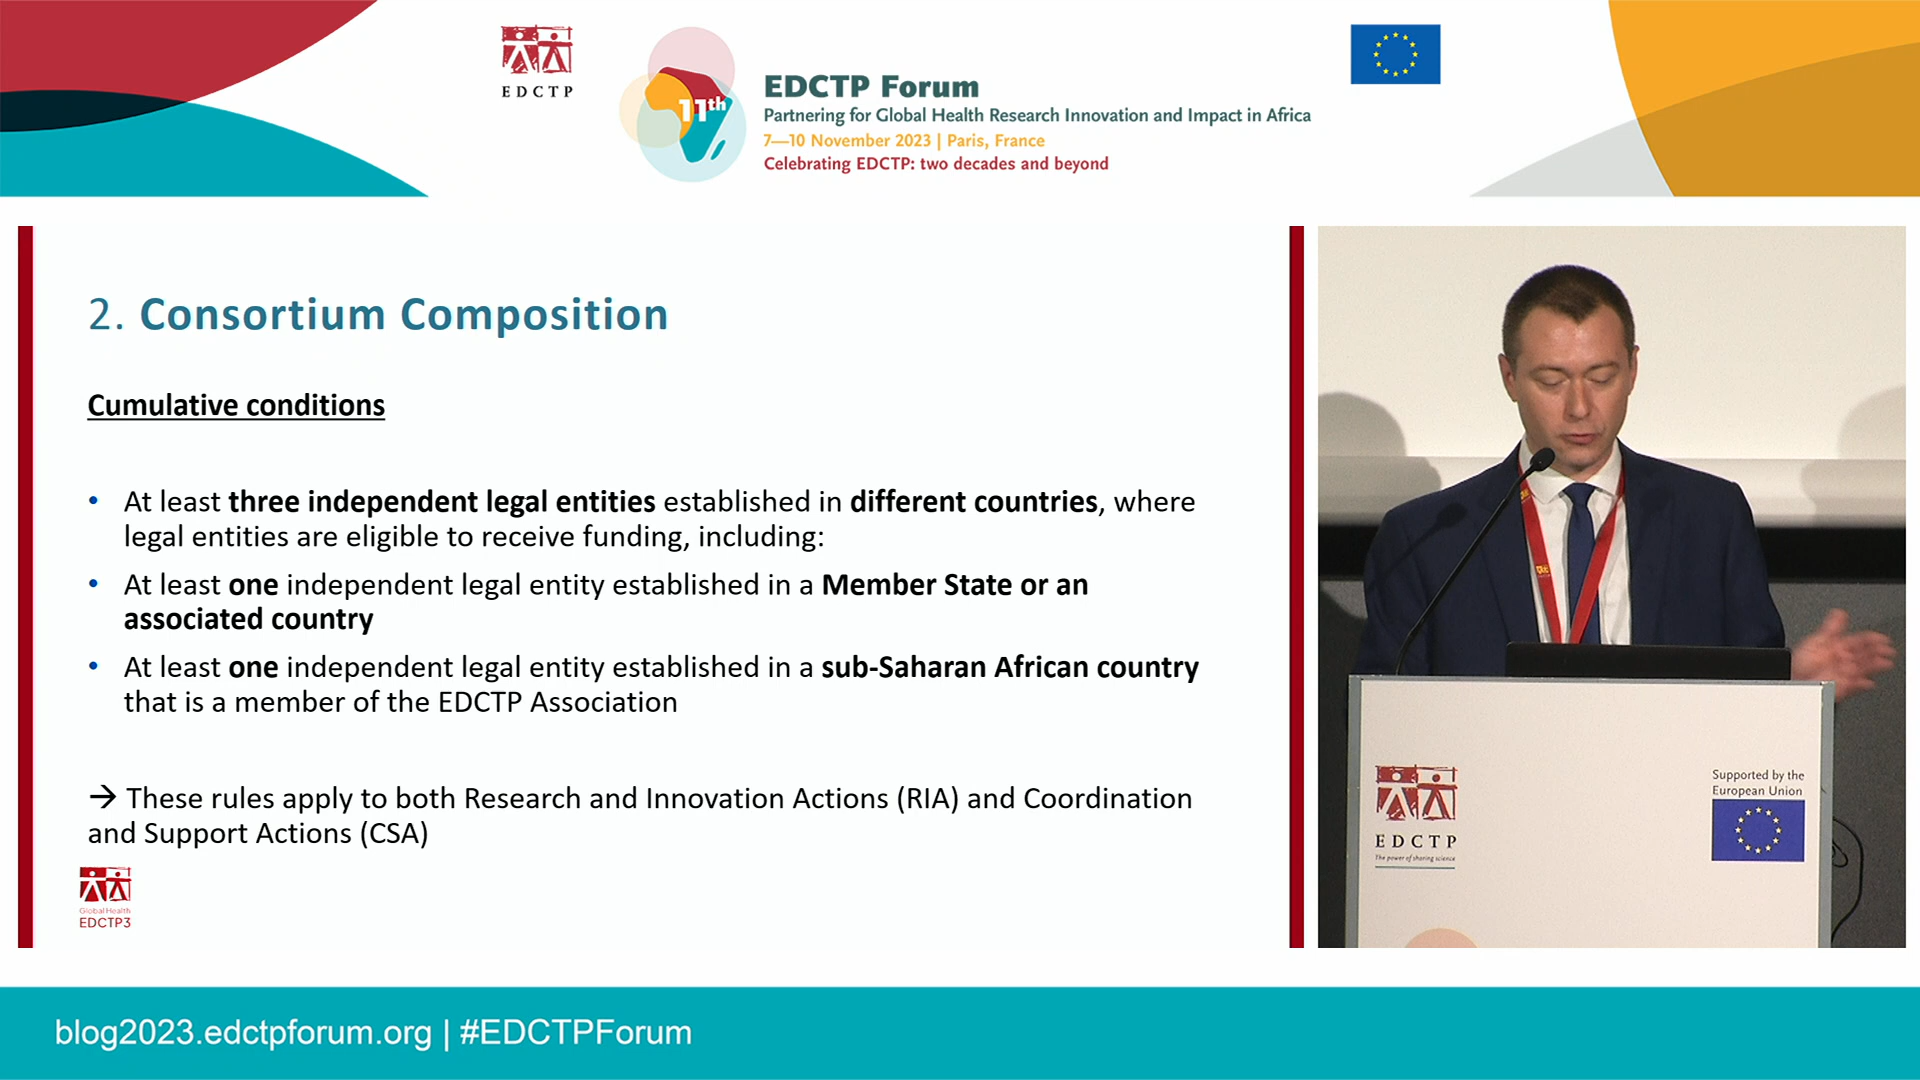 EDCTP
11th
EDCTP Forum
Partnering for Global Health Research Innovation and Impact in Africa
7—10 November 2023 | Paris, France
Celebrating EDCTP: two decades and beyond
2. Consortium Composition
Cumulative conditions
• At least three independent legal entities established in different countries, where
legal entities are eligible to receive funding, including:
• At least one independent legal entity established in a Member State or an
associated country
• At least one independent legal entity established in a sub-Saharan African country
that is a member of the EDCTP Association
→ These rules apply to both Research and Innovation Actions (RIA) and Coordination
and Support Actions (CSA)
Global Health
EDCTP3
EDCTP
The power of sharing science
Supported by the
European Union
blog2023.edctpforum.org | #EDCTPForum